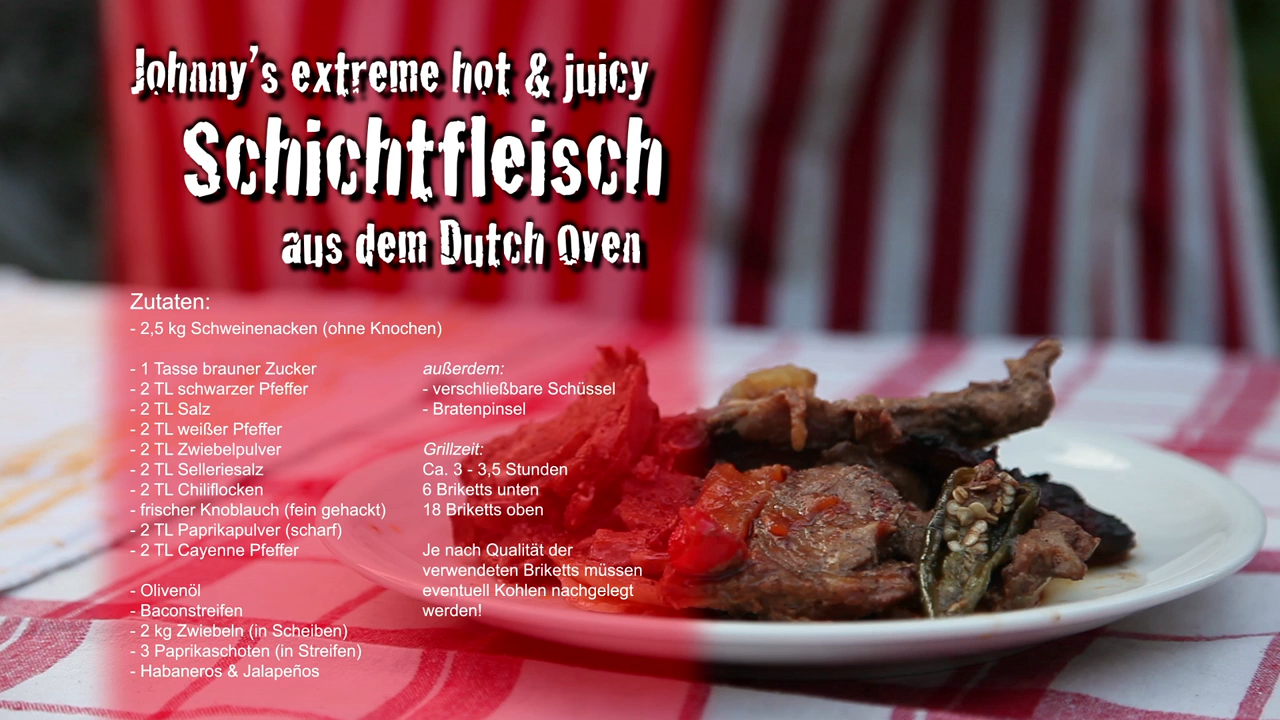 Johnny's extreme hot & juicy
Schichtfleisch
aus dem Dutch Oven
Zutaten:
- 2,5 kg Schweinenacken (ohne Knochen)
- 1 Tasse brauner Zucker
- 2 TL schwarzer Pfeffer
- 2 TL Salz
- 2 TL weißer Pfeffer
- 2 TL Zwiebelpulver
- 2 TL Selleriesalz
- 2 TL Chiliflocken
- frischer Knoblauch (fein gehackt)
- 2 TL Paprikapulver (scharf)
- 2 TL Cayenne Pfeffer
- Olivenöl
- Baconstreifen
- 2 kg Zwiebeln (in Scheiben)
- 3 Paprikaschoten (in Streifen)
- Habaneros & Jalapeños
außerdem:
- verschließbare Schüssel
- Bratenpinsel
Grillzeit:
Ca. 3 - 3,5 Stunden
6 Briketts unten
18 Briketts oben
Je nach Qualität der
verwendeten Briketts müssen
eventuell Kohlen nachgelegt
werden!